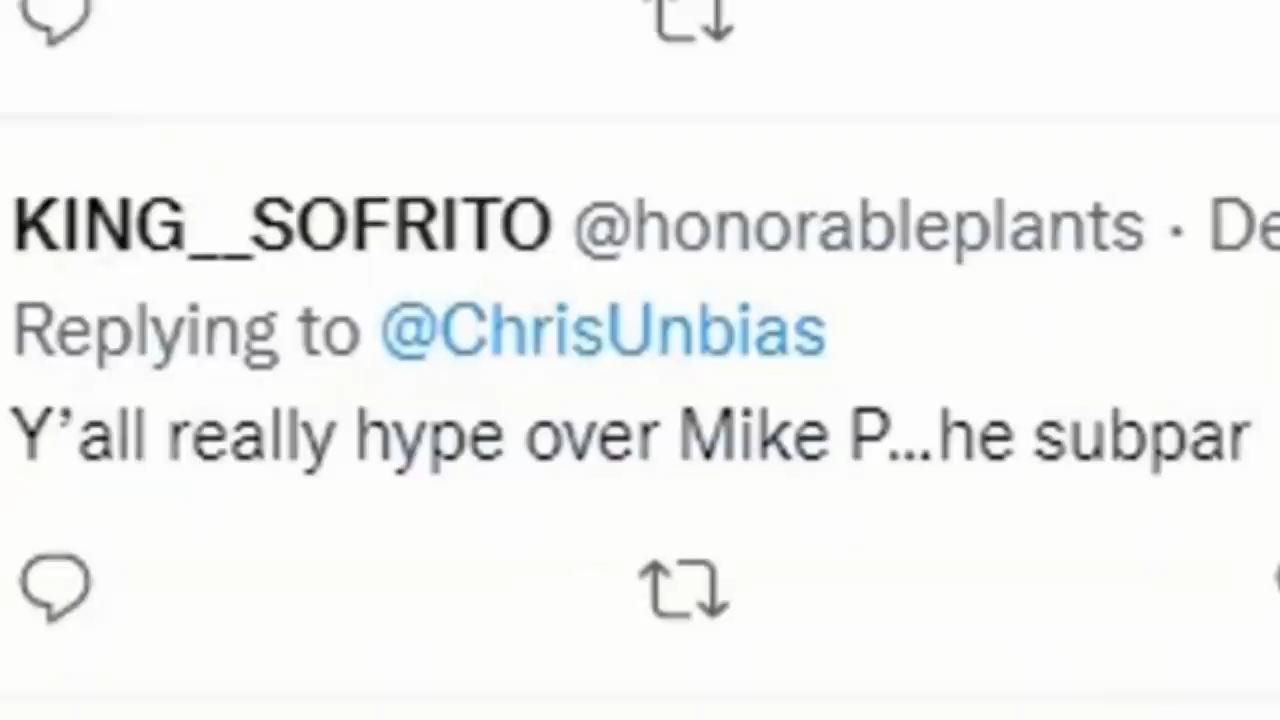 KING__SOFRITO @honorableplants · De
Replying to @ChrisUnbias
Y’all really hype over Mike P...he subpar